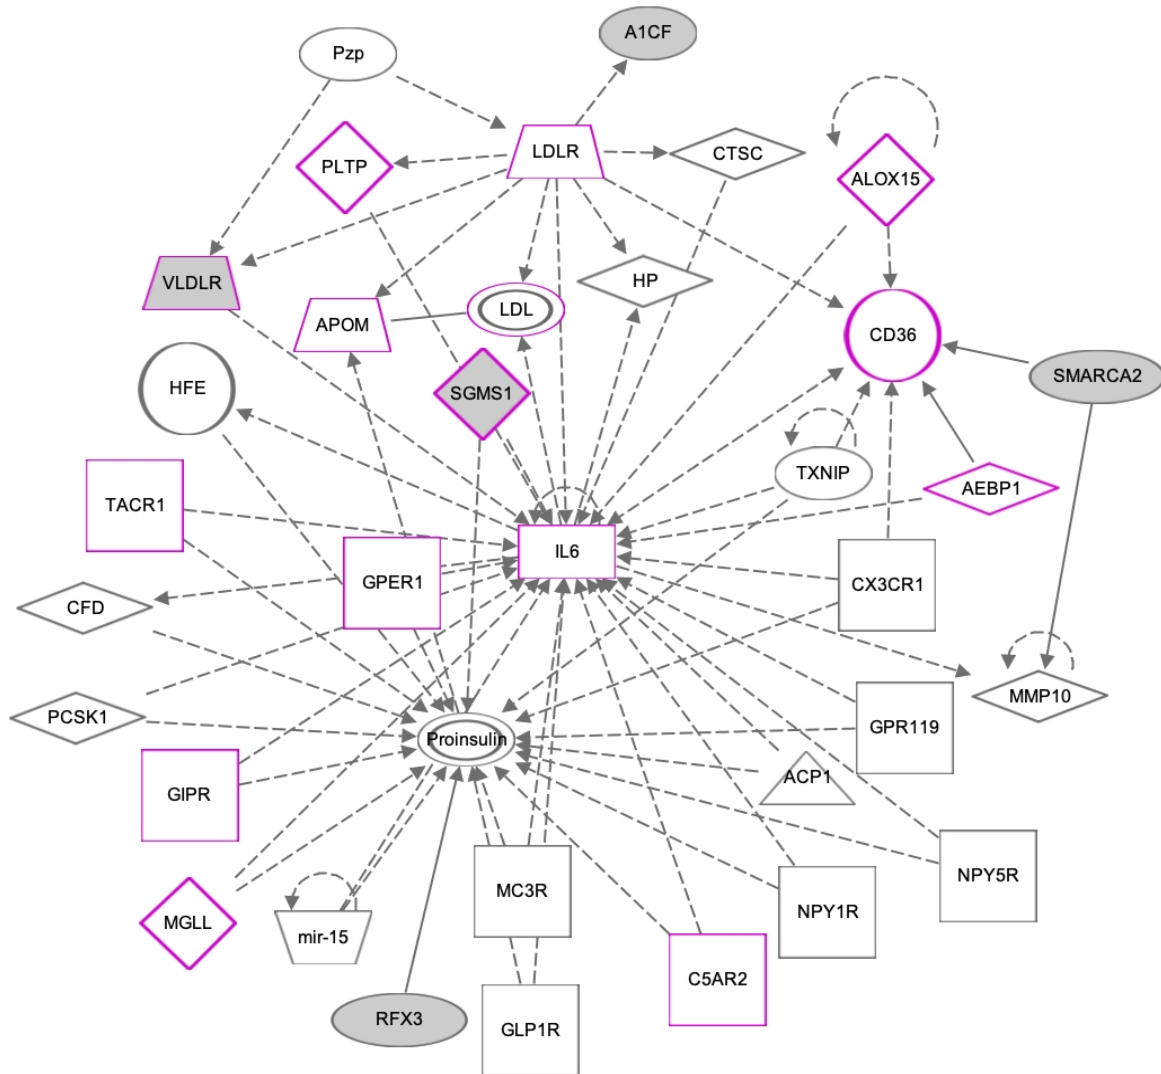 A1CF
Pzp
LDLR
CTSC
PLTP
ALOX15
VLDLR
HP
LDL
APOM
CD36
SMARCA2
HFE
SGMS1
TXNIP
AEBP1
TACR1
IL6
GPER1
CX3CR1
CFD
MMP10
PCSK1
GPR119
Proinsulin
ACP1
GIPR
NPY5R
MC3R
NPY1R
MGLL
mir-15
C5AR2
RFX3
GLP1R